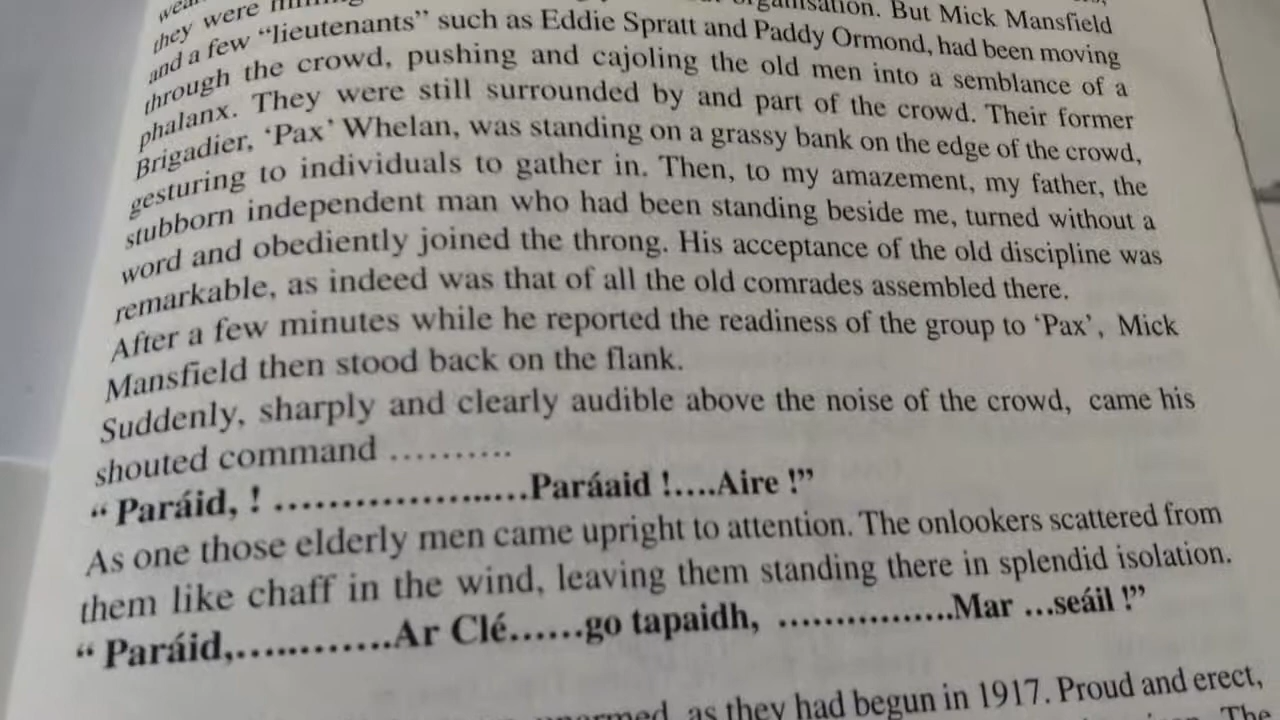 they were
organisation. But Mick Mansfield
and a few “lieutenants” such as Eddie Spratt and Paddy Ormond, had been moving
through the crowd, pushing and cajoling the old men into a semblance of a
phalanx. They were still surrounded by and part of the crowd. Their former
Brigadier, ‘Pax’ Whelan, was standing on a grassy bank on the edge of the crowd,
gesturing to individuals to gather in. Then, to my amazement, my father, the
stubborn independent man who had been standing beside me, turned without a
word and obediently joined the throng. His acceptance of the old discipline was
remarkable, as indeed was that of all the old comrades assembled there.
After a few minutes while he reported the readiness of the group to ‘Pax’, Mick
Mansfield then stood back on the flank.
Suddenly, sharply and clearly audible above the noise of the crowd, came his
shouted command ..........
“ Paráid, ! ........................Paráaid !....Aire !”
As one those elderly men came upright to attention. The onlookers scattered from
them like chaff in the wind, leaving them standing there in splendid isolation.
“ Paráid,..............Ar Clé......go tapaidh, ................Mar ...seáil !”
as they had begun in 1917. Proud and erect,
The